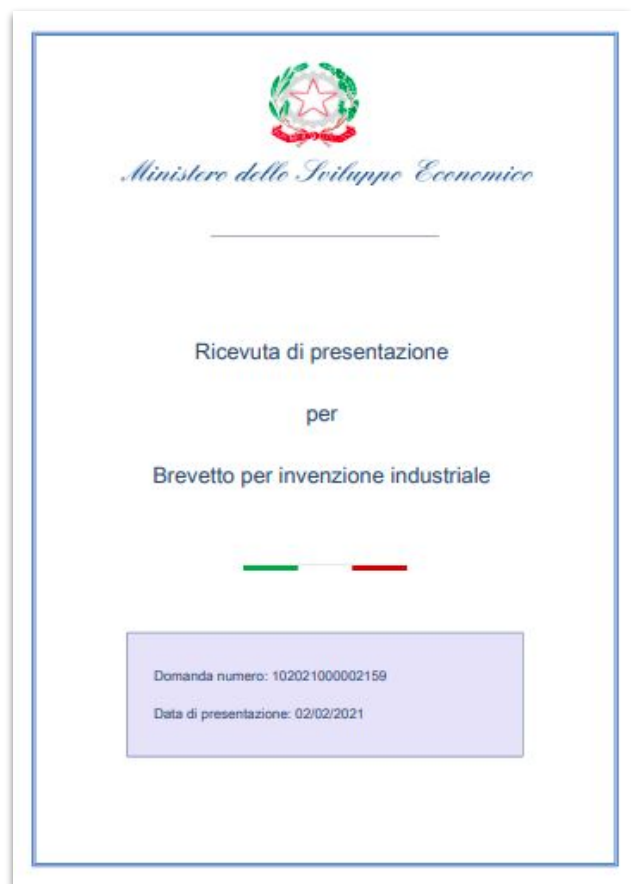 Ministero dello Sviluppo Economico
Ricevuta di presentazione
per
Brevetto per invenzione industriale
Domanda numero: 102021000002159
Data di presentazione: 02/02/2021